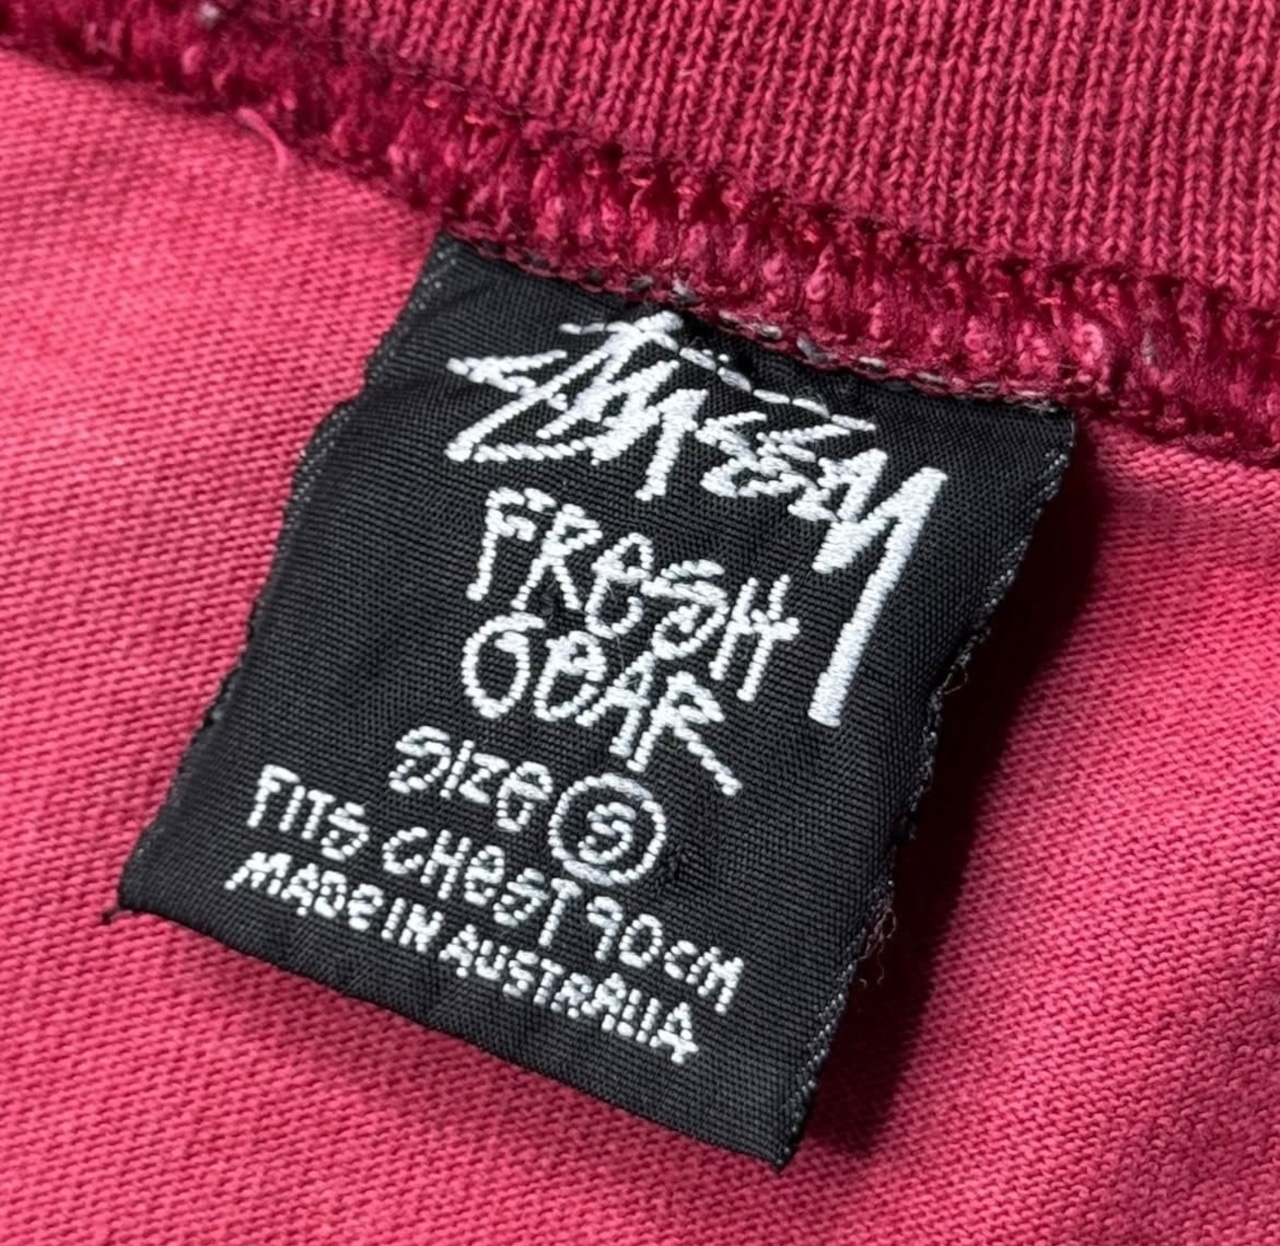 Stüssy
FReSH
GEAR
Size Ⓢ
FITS CHeST 90cM
MADe IN AUSTRAlIA